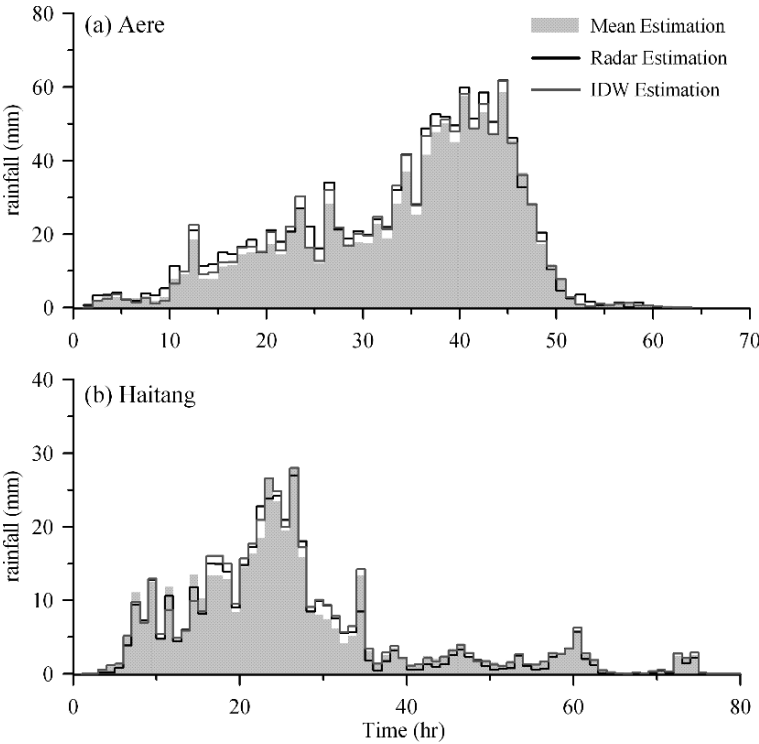 80
(a) Aere
Mean Estimation
Radar Estimation
IDW Estimation
60
40
20
0
rainfall (mm)
0 10 20 30 40 50 60 70
40
(b) Haitang
30
20
10
0
rainfall (mm)
0 20 40 60 80
Time (hr)